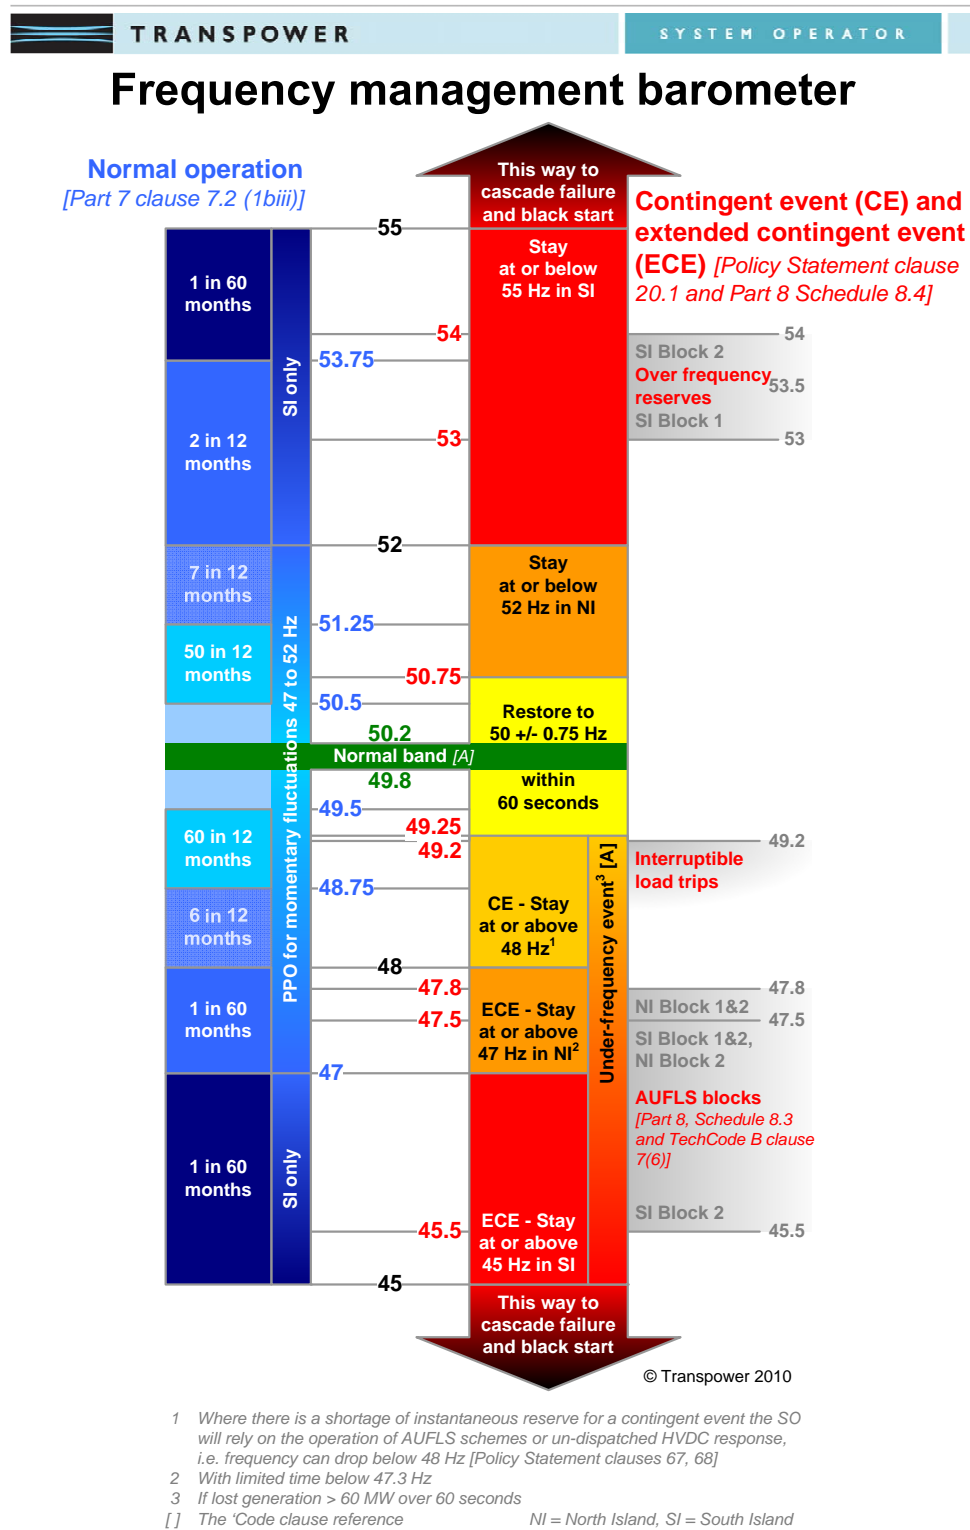 TRANSPOWER
SYSTEM OPERATOR
Frequency management barometer
Normal operation
[Part 7 clause 7.2 (1biii)]
This way to
cascade failure
and black start
Contingent event (CE) and
extended contingent event
(ECE) [Policy Statement clause
20.1 and Part 8 Schedule 8.4]
55
1 in 60
months
Stay
at or below
55 Hz in SI
54
54
53.75
SI Block 2
Over frequency
reserves
53.5
SI Block 1
SI only
2 in 12
months
53
53
52
7 in 12
months
Stay
at or below
52 Hz in NI
51.25
50 in 12
months
50.75
50.5
PPO for momentary fluctuations 47 to 52 Hz
Restore to
50 +/- 0.75 Hz
50.2
Normal band [A]
49.8
within
60 seconds
49.5
60 in 12
months
49.25
49.2
49.2
Interruptible
load trips
Under-frequency event3 [A]
48.75
6 in 12
months
CE - Stay
at or above
48 Hz1
48
47.8
47.8
1 in 60
months
NI Block 1&2
47.5
47.5
ECE - Stay
at or above
47 Hz in NI2
SI Block 1&2,
NI Block 2
47
AUFLS blocks
[Part 8, Schedule 8.3
and TechCode B clause
7(6)]
1 in 60
months
SI only
SI Block 2
45.5
45.5
ECE - Stay
at or above
45 Hz in SI
45
This way to
cascade failure
and black start
© Transpower 2010
1 Where there is a shortage of instantaneous reserve for a contingent event the SO
will rely on the operation of AUFLS schemes or un-dispatched HVDC response,
i.e. frequency can drop below 48 Hz [Policy Statement clauses 67, 68]
2 With limited time below 47.3 Hz
3 If lost generation > 60 MW over 60 seconds
[ ] The ‘Code clause reference NI = North Island, SI = South Island